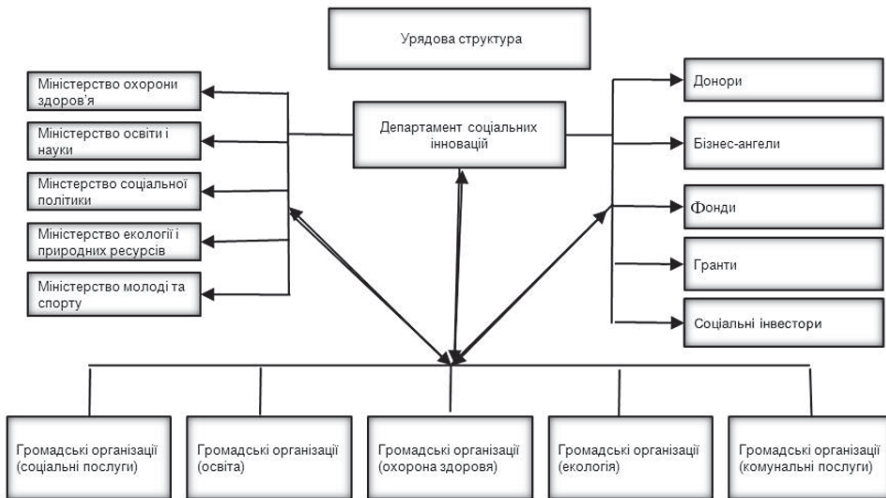 Урядова структура
Міністерство охорони
здоров'я
Міністерство освіти і
науки
Мінстерство соціальної
політики
Міністерство екології і
природних ресурсів
Міністерство молоді та
спорту
Департамент соціальних
інновацій
Донори
Бізнес-ангели
Фонди
Гранти
Соціальні інвестори
Громадські організації
(соціальні послуги)
Громадські організації
(освіта)
Громадські організації
(охорона здоровя)
Громадські організації
(екологія)
Громадські організації
(комунальні послуги)